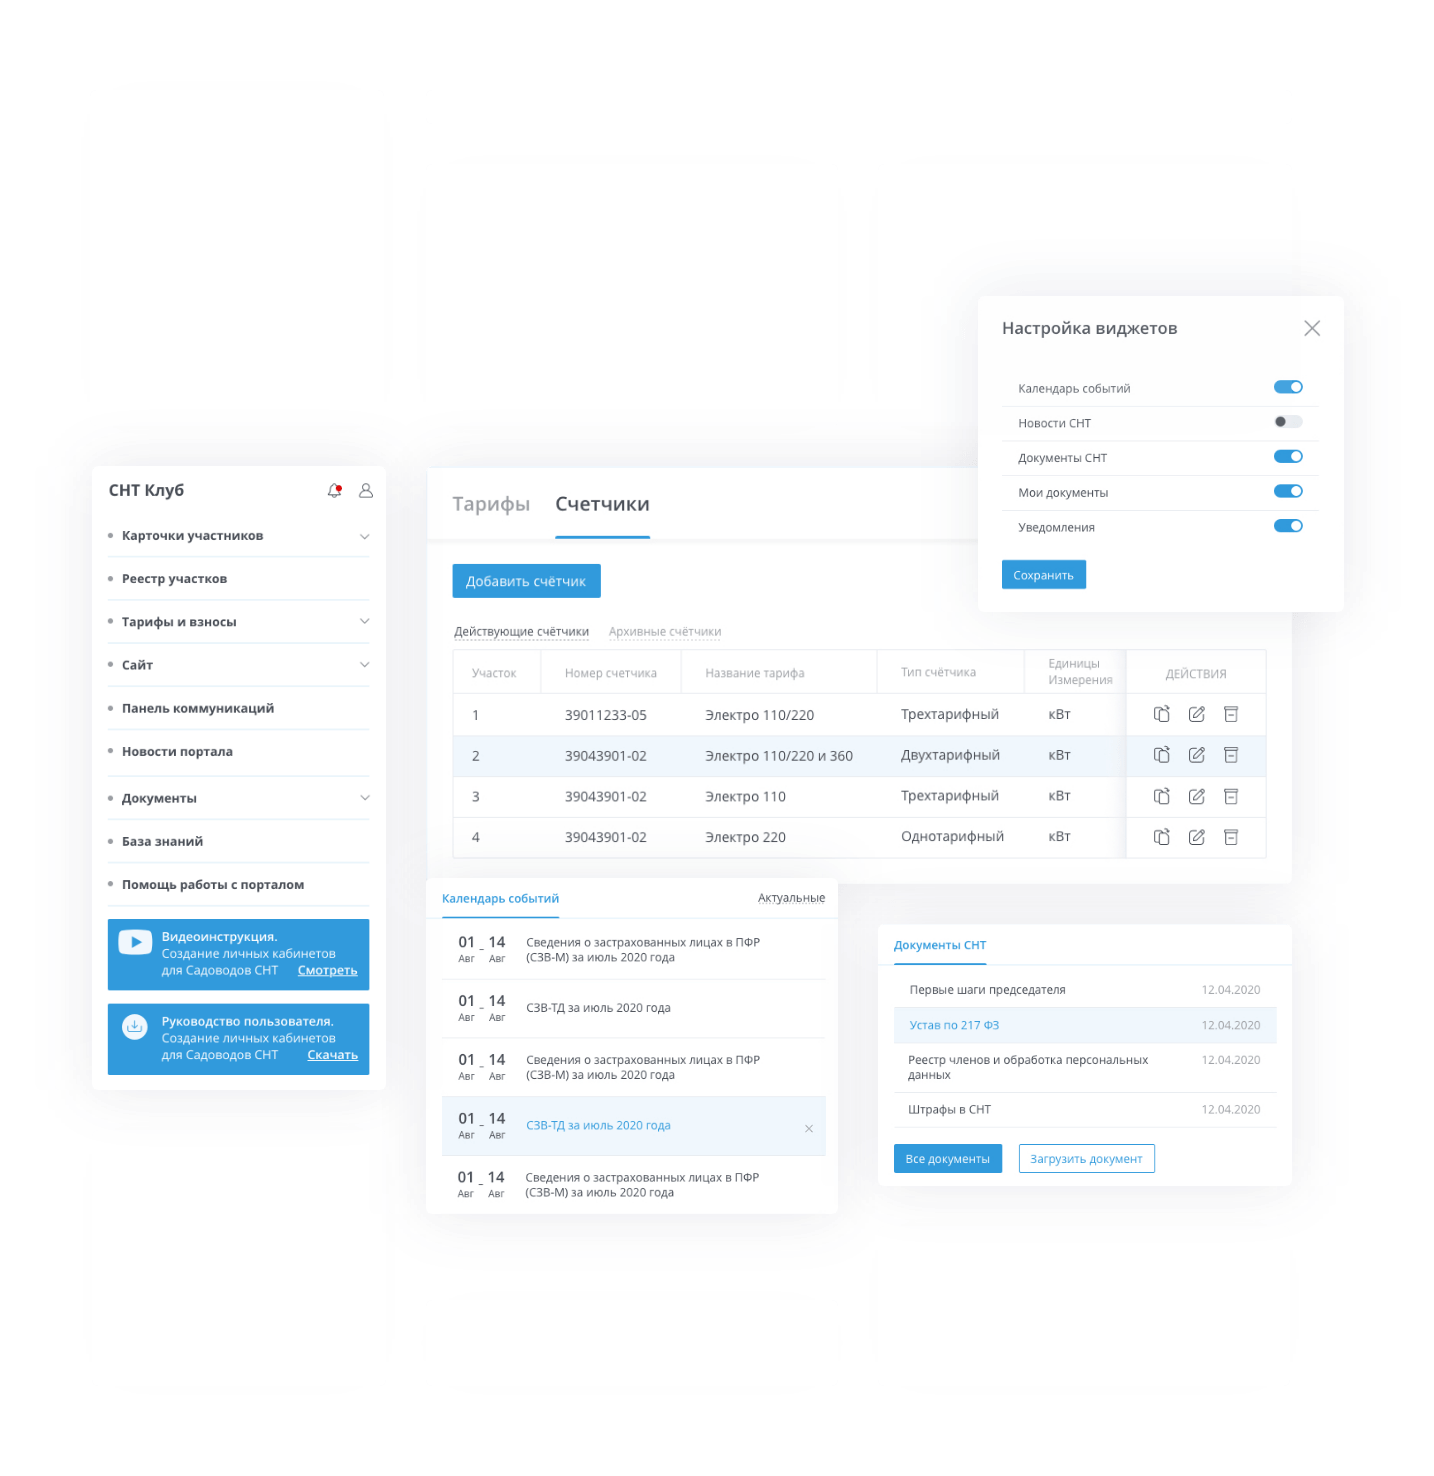 Настройка виджетов
Календарь событий
Новости СНТ
Документы СНТ
Мои документы
Уведомления
Сохранить
СНТ Клуб
Карточки участников
Реестр участков
Тарифы и взносы
Сайт
Панель коммуникаций
Новости портала
Документы
База знаний
Помощь работы с порталом
Видеоинструкция.
Создание личных кабинетов
для Садоводов СНТ Смотреть
Руководство пользователя.
Создание личных кабинетов
для Садоводов СНТ Скачать
Тарифы Счетчики
Добавить счётчик
Действующие счётчики Архивные счётчики
Участок Номер счетчика Название тарифа Тип счётчика Единицы Измерения ДЕЙСТВИЯ
1 39011233-05 Электро 110/220 Трехтарифный кВт
2 39043901-02 Электро 110/220 и 360 Двухтарифный кВт
3 39043901-02 Электро 110 Трехтарифный кВт
4 39043901-02 Электро 220 Однотарифный кВт
Календарь событий Актуальные
01 – 14 Сведения о застрахованных лицах в ПФР
Авг Авг (СЗВ-М) за июль 2020 года
01 – 14 СЗВ-ТД за июль 2020 года
Авг Авг
01 – 14 Сведения о застрахованных лицах в ПФР
Авг Авг (СЗВ-М) за июль 2020 года
01 – 14 СЗВ-ТД за июль 2020 года
Авг Авг
01 – 14 Сведения о застрахованных лицах в ПФР
Авг Авг (СЗВ-М) за июль 2020 года
Документы СНТ
Первые шаги председателя 12.04.2020
Устав по 217 ФЗ 12.04.2020
Реестр членов и обработка персональных 12.04.2020
данных
Штрафы в СНТ 12.04.2020
Все документы Загрузить документ